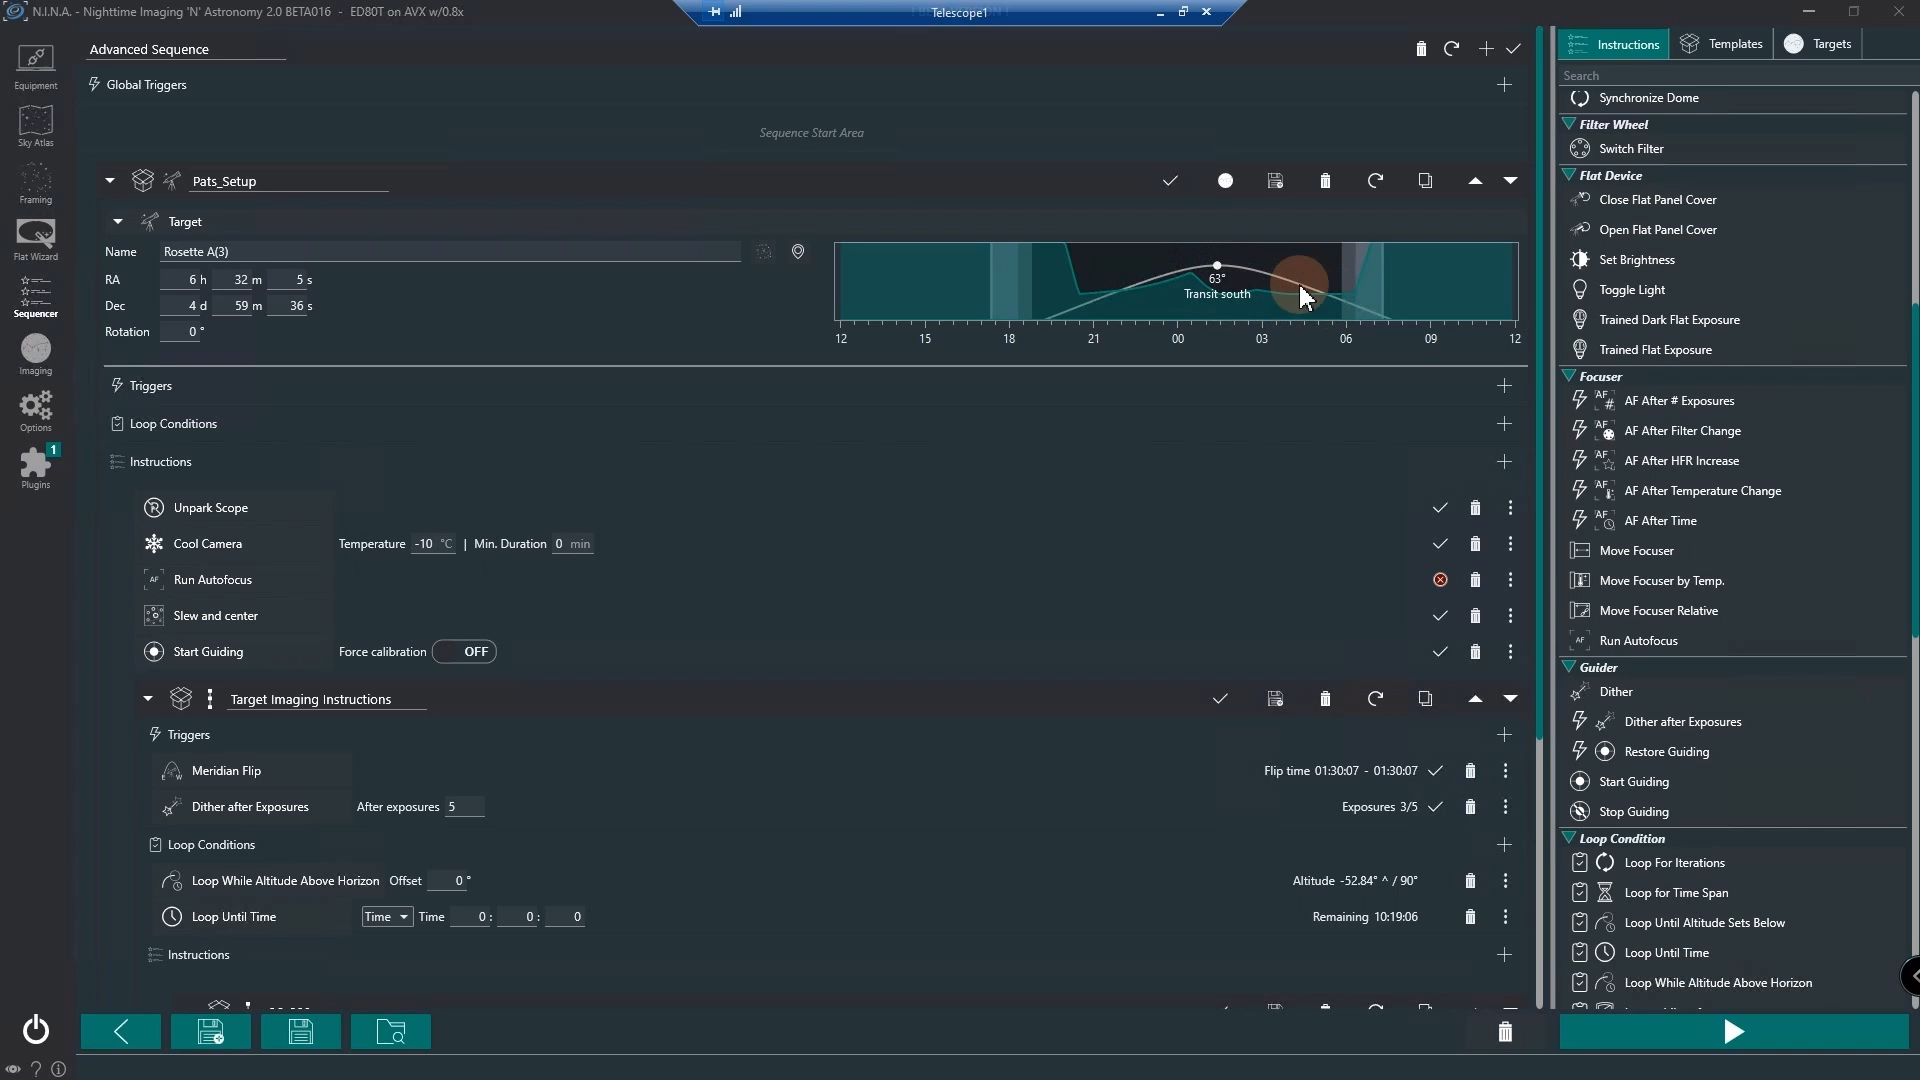 N.I.N.A. - Nighttime Imaging 'N' Astronomy 2.0 BETA016 - ED80T on AVX w/0.8x
Telescope1
Equipment
Sky Atlas
Framing
Flat Wizard
Sequencer
Imaging
Options
1
Plugins
Advanced Sequence
Global Triggers
Sequence Start Area
Pats_Setup
Target
Name Rosette A(3)
RA 6 h 32 m 5 s
Dec 4 d 59 m 36 s
Rotation 0 °
63°
Transit south
12 15 18 21 00 03 06 09 12
Triggers
Loop Conditions
Instructions
Unpark Scope
Cool Camera Temperature -10 °C | Min. Duration 0 min
AF Run Autofocus
Slew and center
Start Guiding Force calibration OFF
Target Imaging Instructions
Triggers
Meridian Flip Flip time 01:30:07 - 01:30:07
Dither after Exposures After exposures 5 Exposures 3/5
Loop Conditions
Loop While Altitude Above Horizon Offset 0 ° Altitude -52.84° ^ / 90°
Loop Until Time Time Time 0 : 0 : 0 Remaining 10:19:06
Instructions
Instructions Templates Targets
Search
Synchronize Dome
Filter Wheel
Switch Filter
Flat Device
Close Flat Panel Cover
Open Flat Panel Cover
Set Brightness
Toggle Light
Trained Dark Flat Exposure
Trained Flat Exposure
Focuser
AF # AF After # Exposures
AF AF After Filter Change
AF AF After HFR Increase
AF AF After Temperature Change
AF AF After Time
Move Focuser
Move Focuser by Temp.
Move Focuser Relative
AF Run Autofocus
Guider
Dither
Dither after Exposures
Restore Guiding
Start Guiding
Stop Guiding
Loop Condition
Loop For Iterations
Loop for Time Span
Loop Until Altitude Sets Below
Loop Until Time
Loop While Altitude Above Horizon